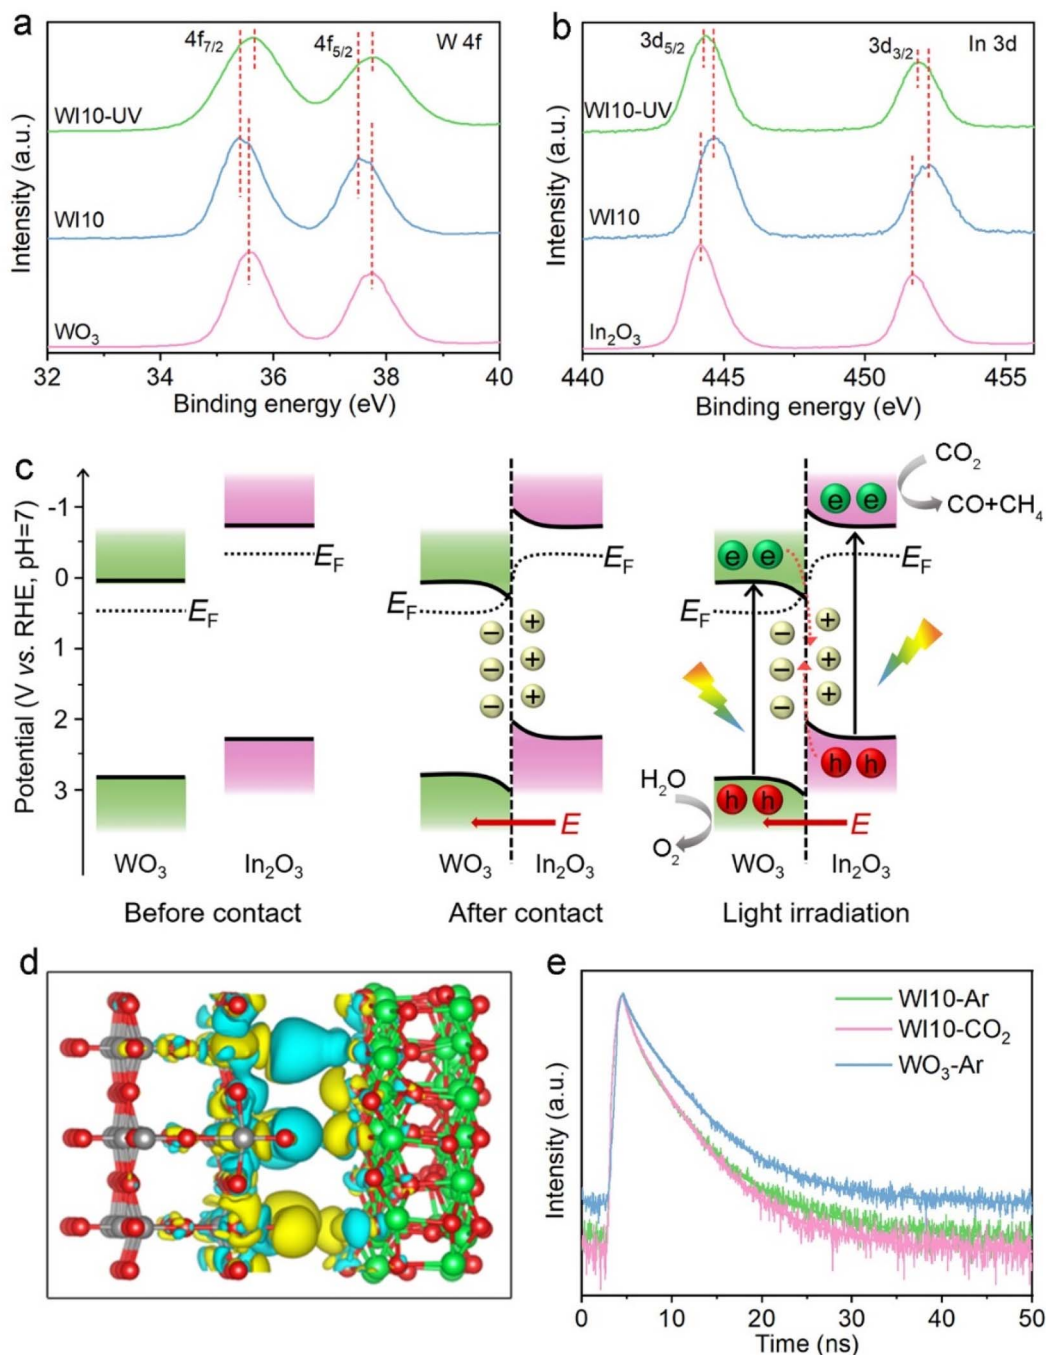 a
4f7/2
4f5/2
W 4f
WI10-UV
WI10
WO3
Intensity (a.u.)
32 34 36 38 40
Binding energy (eV)
b
3d5/2
3d3/2
In 3d
WI10-UV
WI10
In2O3
Intensity (a.u.)
440 445 450 455
Binding energy (eV)
c
Potential (V vs. RHE, pH=7)
-1
0
1
2
3
EF
EF
WO3
In2O3
Before contact
EF
EF
− +
− +
− +
E
WO3
In2O3
After contact
CO2
CO+CH4
e e
e e
EF
EF
− +
− +
− +
h h
h h
H2O
O2
E
WO3
In2O3
Light irradiation
d
e
WI10-Ar
WI10-CO2
WO3-Ar
Intensity (a.u.)
0 10 20 30 40 50
Time (ns)